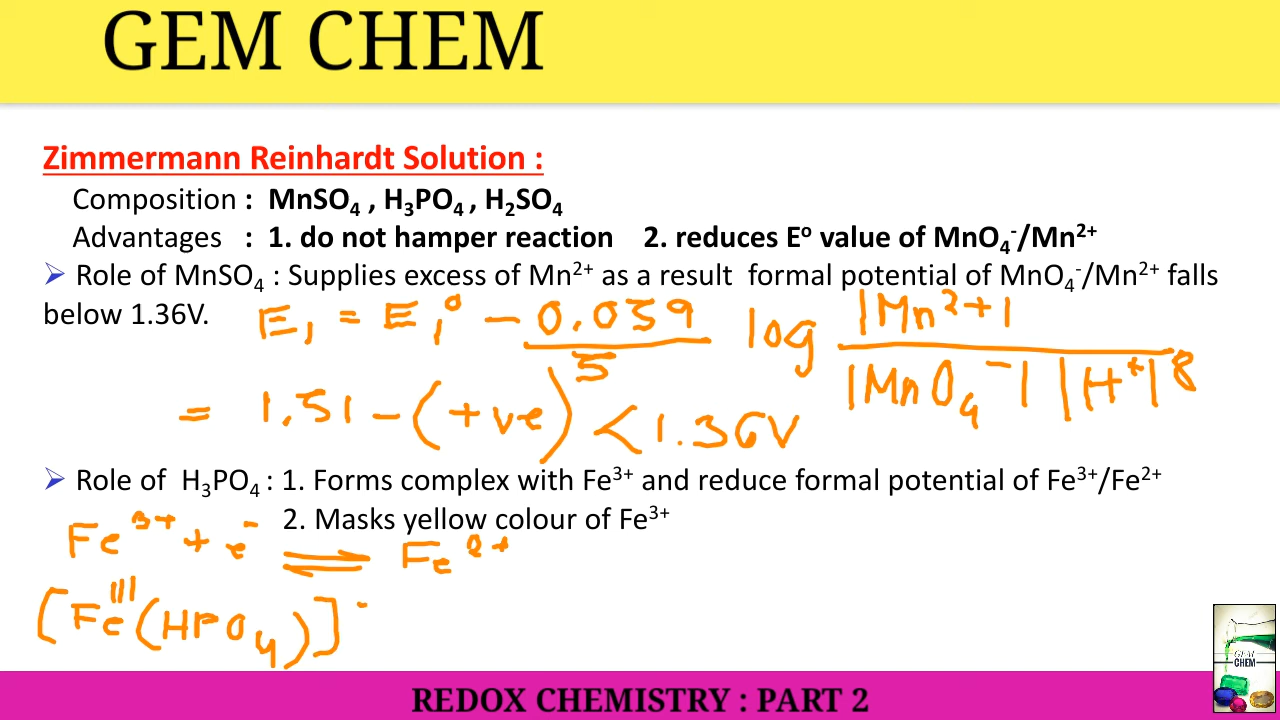 GEM CHEM
Zimmermann Reinhardt Solution :
Composition : MnSO₄ , H₃PO₄ , H₂SO₄
Advantages : 1. do not hamper reaction 2. reduces Eᵒ value of MnO₄⁻/Mn²⁺
➢ Role of MnSO₄ : Supplies excess of Mn²⁺ as a result formal potential of MnO₄⁻/Mn²⁺ falls
below 1.36V.
E₁ = E₁⁰ - 0.059/5 log |Mn²⁺| / |MnO₄⁻| |H⁺|⁸
= 1.51 - (+ve) < 1.36V
➢ Role of H₃PO₄ : 1. Forms complex with Fe³⁺ and reduce formal potential of Fe³⁺/Fe²⁺
2. Masks yellow colour of Fe³⁺
Fe³⁺ + e⁻ ⇌ Fe²⁺
[Feᴵᴵᴵ(HPO₄)]⁺
GEM
CHEM
REDOX CHEMISTRY : PART 2